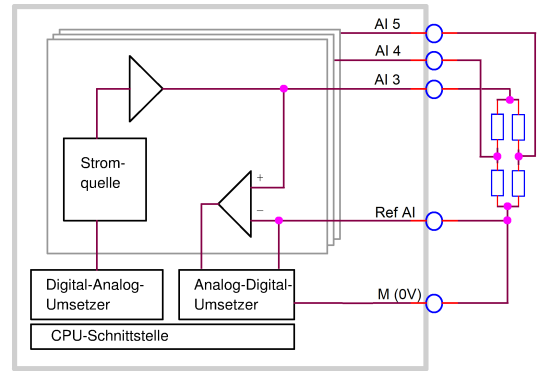 AI 5
AI 4
AI 3
Strom-
quelle
+
−
Ref AI
Digital-Analog-
Umsetzer
Analog-Digital-
Umsetzer
M (0V)
CPU-Schnittstelle